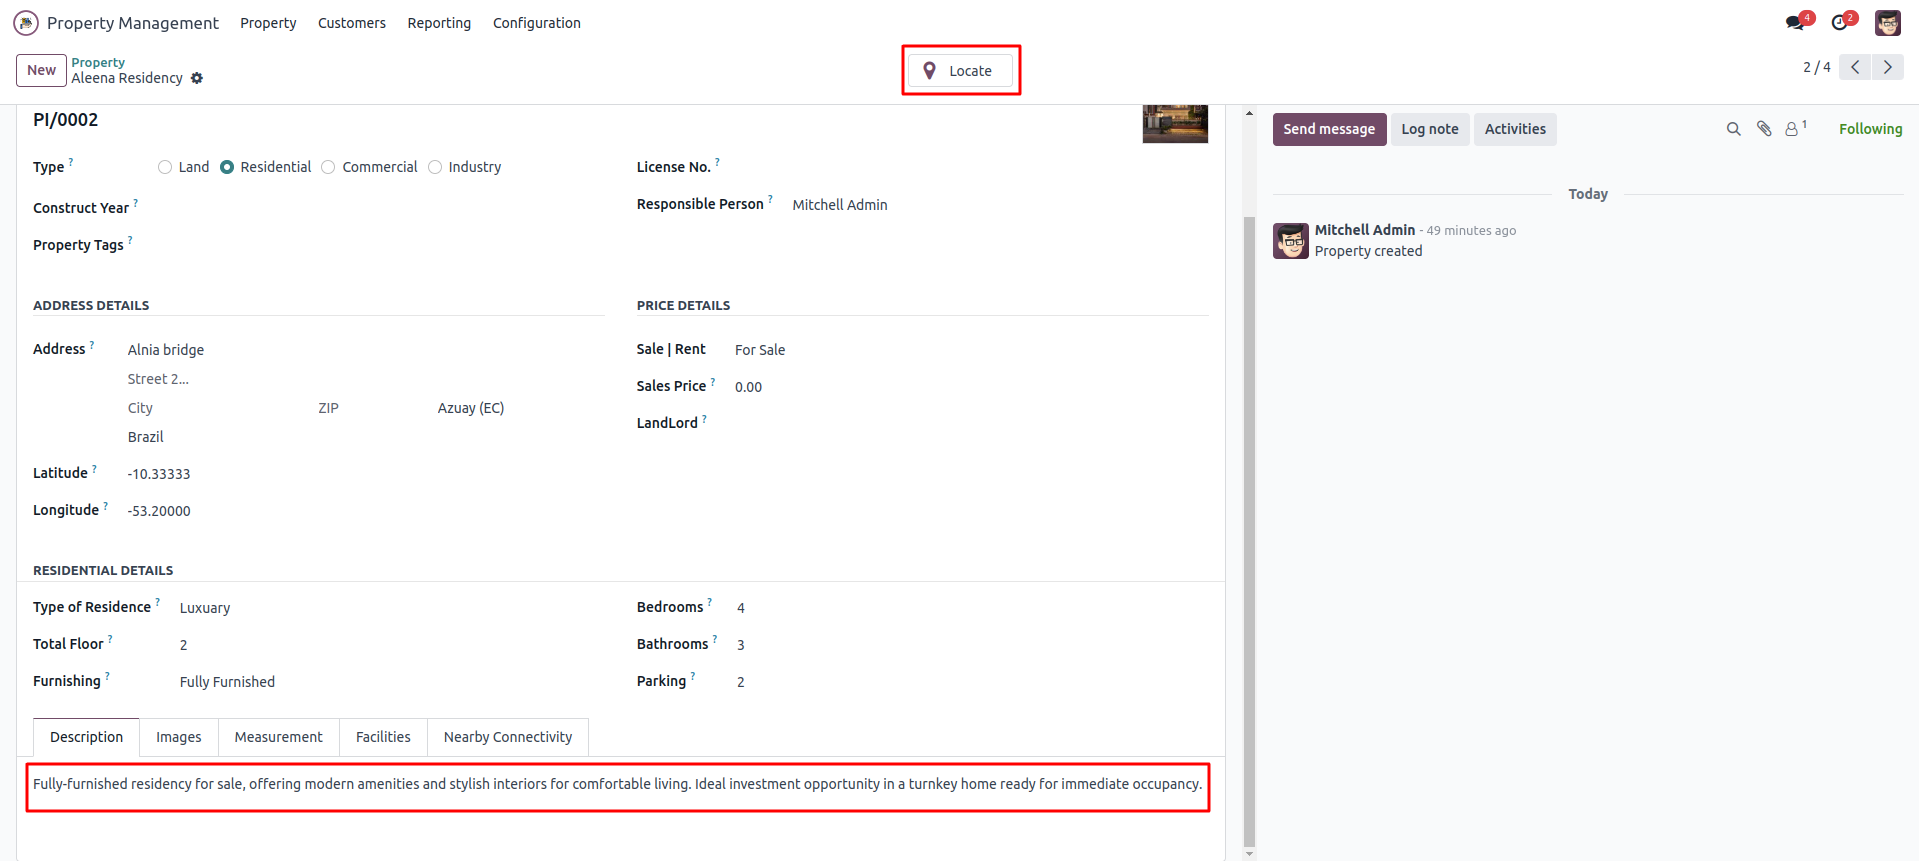 Property Management Property Customers Reporting Configuration 4 2
New Property Locate 2 / 4
Aleena Residency
PI/0002
Send message Log note Activities 1 Following
Type ? Land Residential Commercial Industry License No. ?
Construct Year ? Responsible Person ? Mitchell Admin
Property Tags ?
Today
Mitchell Admin - 49 minutes ago
Property created
ADDRESS DETAILS PRICE DETAILS
Address ? Alnia bridge Sale | Rent For Sale
Street 2...
Sales Price ? 0.00
City ZIP Azuay (EC)
LandLord ?
Brazil
Latitude ? -10.33333
Longitude ? -53.20000
RESIDENTIAL DETAILS
Type of Residence ? Luxuary Bedrooms ? 4
Total Floor ? 2 Bathrooms ? 3
Furnishing ? Fully Furnished Parking ? 2
Description Images Measurement Facilities Nearby Connectivity
Fully-furnished residency for sale, offering modern amenities and stylish interiors for comfortable living. Ideal investment opportunity in a turnkey home ready for immediate occupancy.